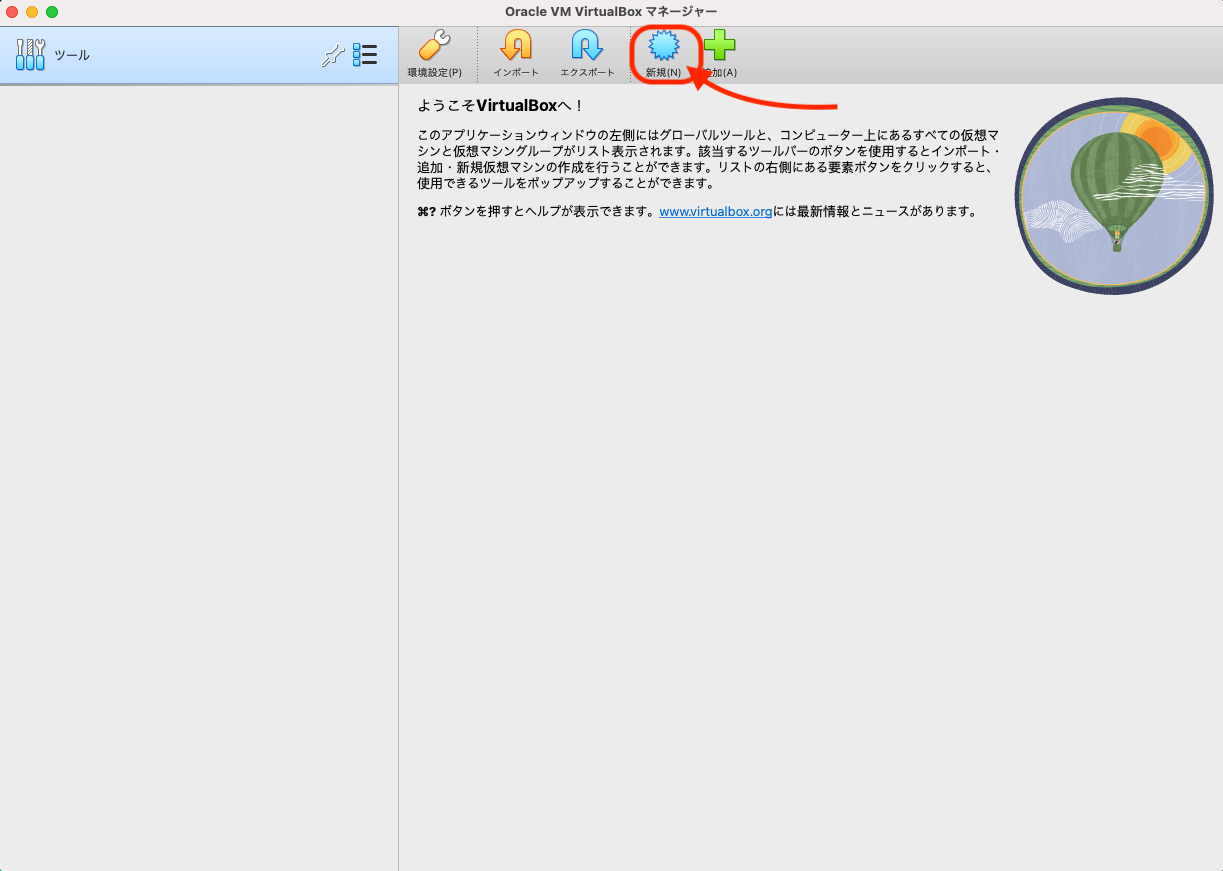 Oracle VM VirtualBox マネージャー
ツール
環境設定(P)
インポート
エクスポート
新規(N)
加(A)
ようこそVirtualBoxへ！
このアプリケーションウィンドウの左側にはグローバルツールと、コンピューター上にあるすべての仮想マ
シンと仮想マシングループがリスト表示されます。該当するツールバーのボタンを使用するとインポート・
追加・新規仮想マシンの作成を行うことができます。リストの右側にある要素ボタンをクリックすると、
使用できるツールをポップアップすることができます。
⌘? ボタンを押すとヘルプが表示できます。www.virtualbox.orgには最新情報とニュースがあります。